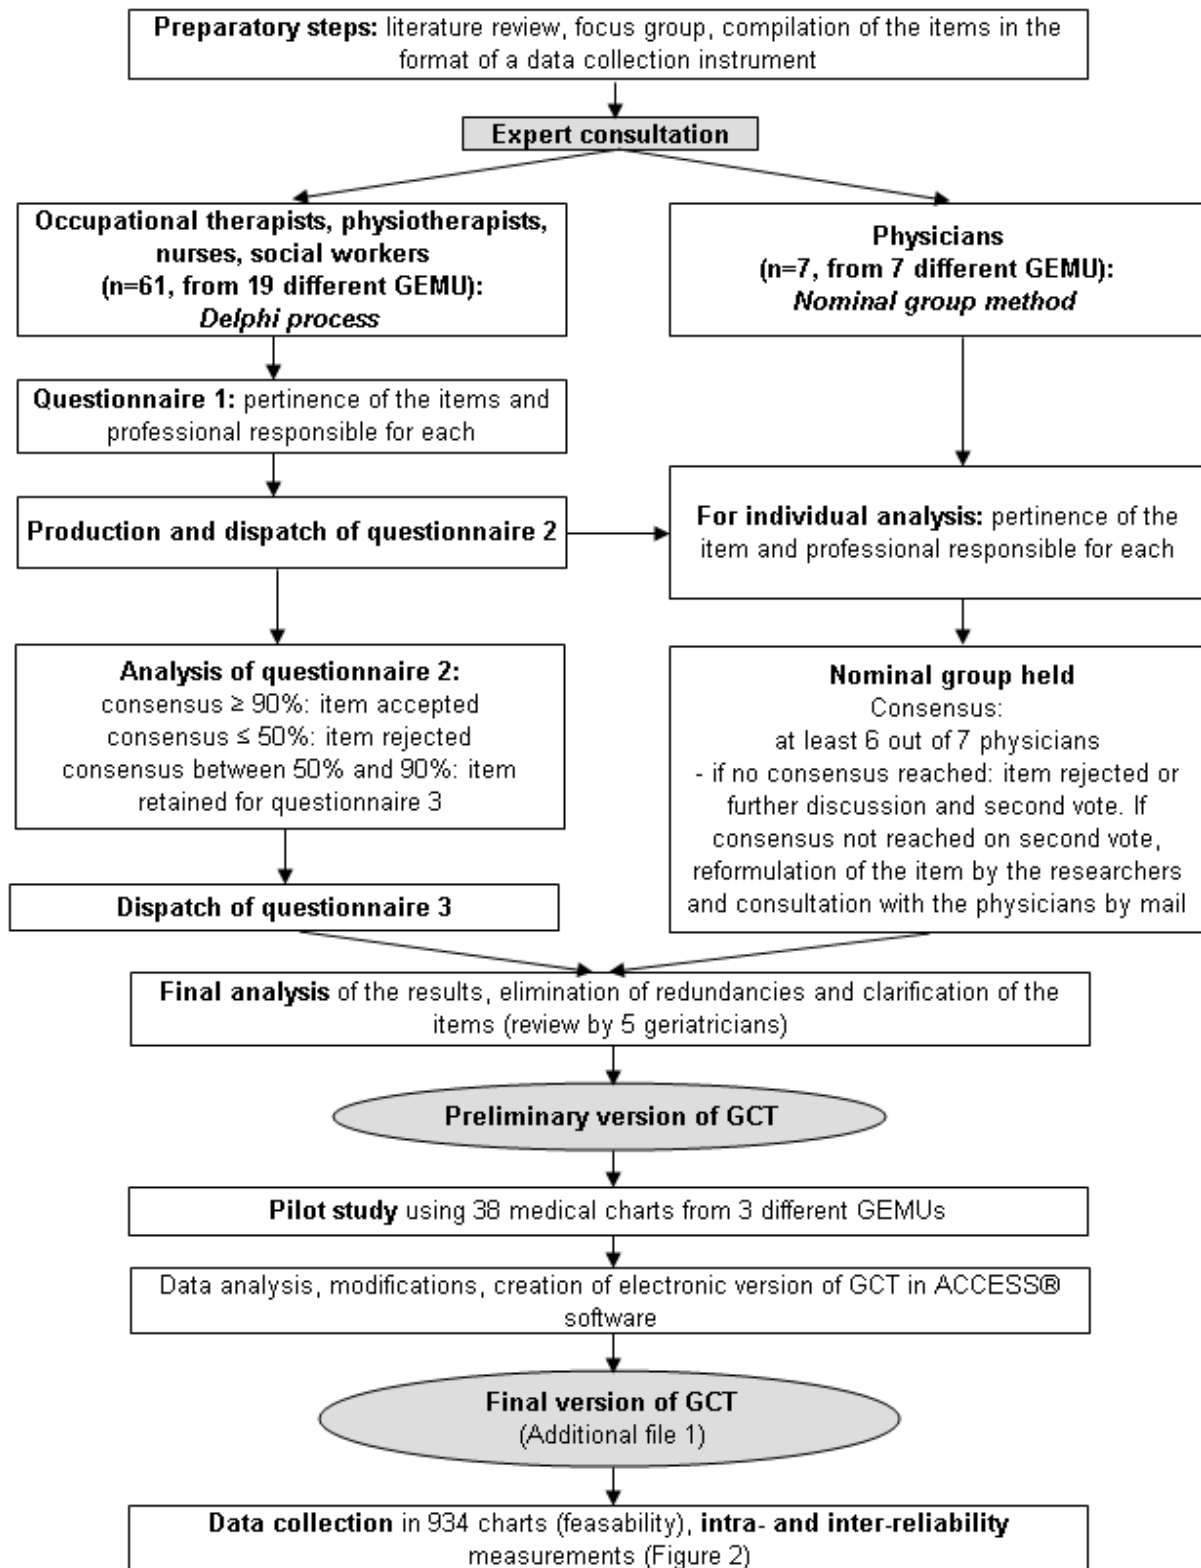 Preparatory steps: literature review, focus group, compilation of the items in the
format of a data collection instrument
Expert consultation
Occupational therapists, physiotherapists,
nurses, social workers
(n=61, from 19 different GEMU):
Delphi process
Physicians
(n=7, from 7 different GEMU):
Nominal group method
Questionnaire 1: pertinence of the items and
professional responsible for each
Production and dispatch of questionnaire 2
For individual analysis: pertinence of the
item and professional responsible for each
Analysis of questionnaire 2:
consensus ≥ 90%: item accepted
consensus ≤ 50%: item rejected
consensus between 50% and 90%: item
retained for questionnaire 3
Nominal group held
Consensus:
at least 6 out of 7 physicians
- if no consensus reached: item rejected or
further discussion and second vote. If
consensus not reached on second vote,
reformulation of the item by the researchers
and consultation with the physicians by mail
Dispatch of questionnaire 3
Final analysis of the results, elimination of redundancies and clarification of the
items (review by 5 geriatricians)
Preliminary version of GCT
Pilot study using 38 medical charts from 3 different GEMUs
Data analysis, modifications, creation of electronic version of GCT in ACCESS®
software
Final version of GCT
(Additional file 1)
Data collection in 934 charts (feasability), intra- and inter-reliability
measurements (Figure 2)